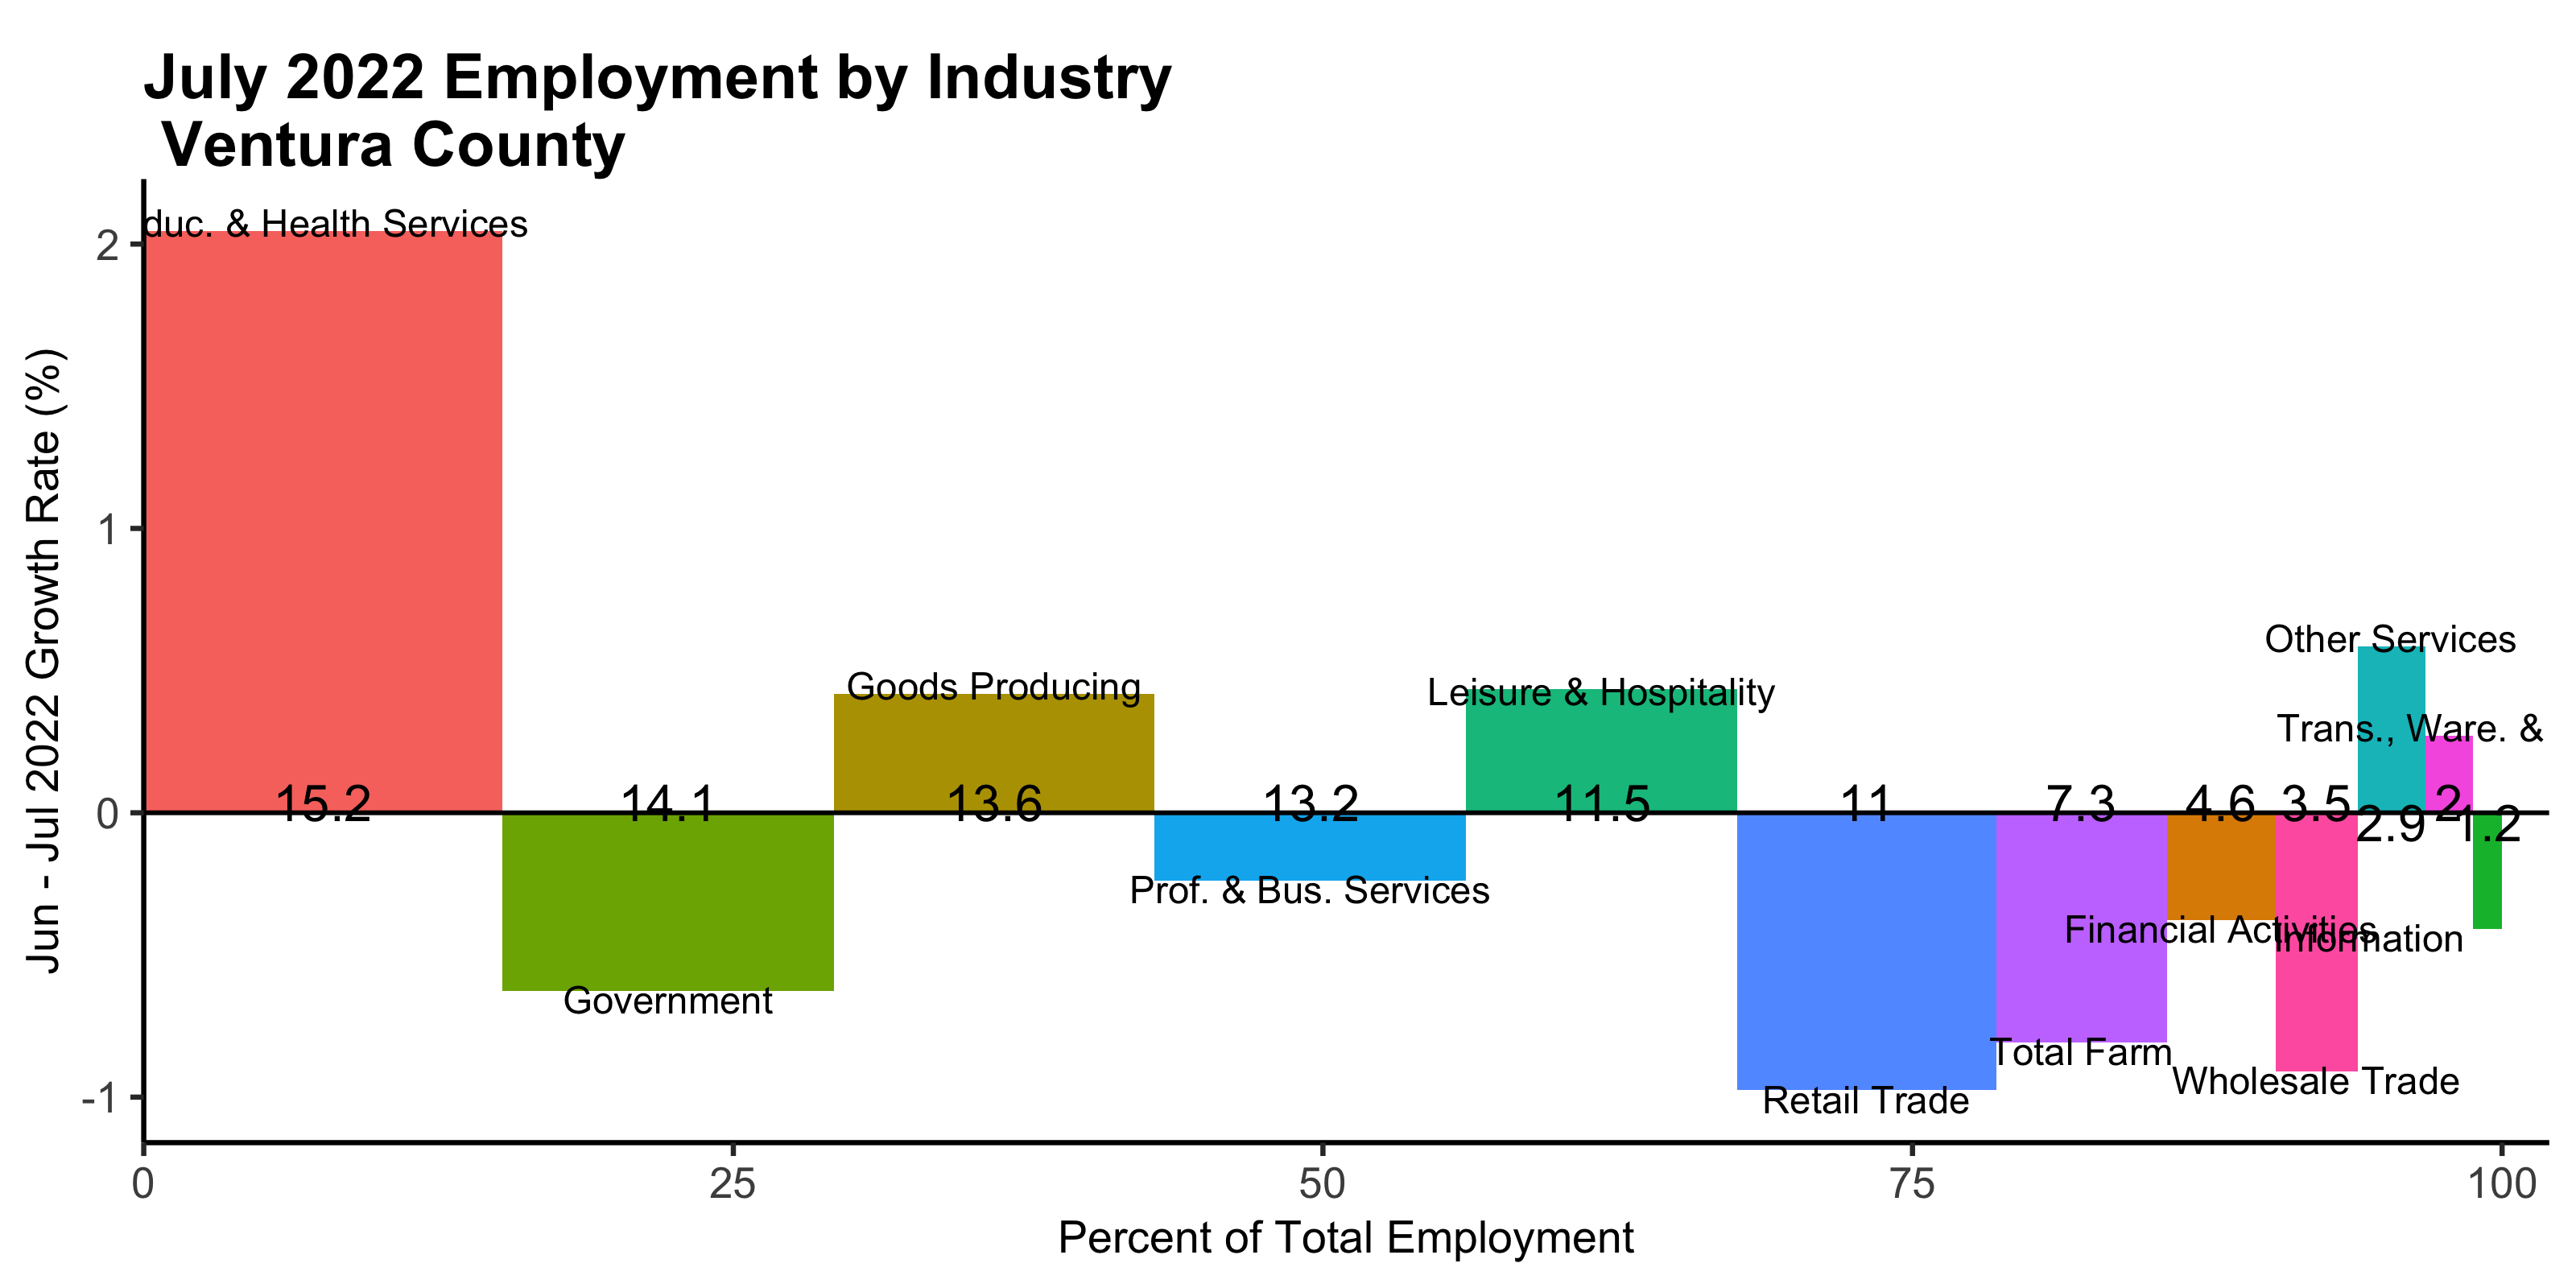 July 2022 Employment by Industry
Ventura County
duc. & Health Services
2
Other Services
Goods Producing
Leisure & Hospitality
Trans., Ware. &
1
0
15.2
14.1
13.6
13.2
11.5
11
7.3
4.6
3.5
2.9
2
1.2
Prof. & Bus. Services
Financial Activities
Information
Government
Total Farm
Wholesale Trade
Retail Trade
-1
0
25
50
75
100
Percent of Total Employment
Jun - Jul 2022 Growth Rate (%)